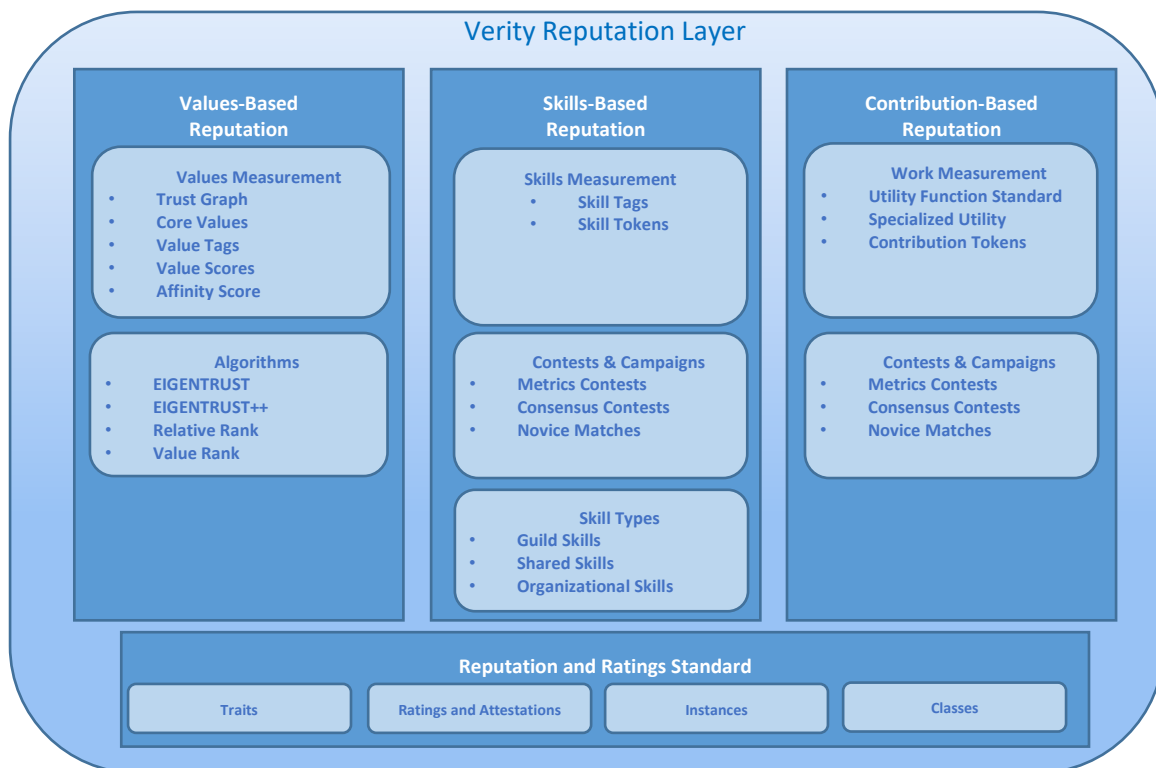 Verity Reputation Layer
Values-Based
Reputation
Values Measurement
• Trust Graph
• Core Values
• Value Tags
• Value Scores
• Affinity Score
Algorithms
• EIGENTRUST
• EIGENTRUST++
• Relative Rank
• Value Rank
Skills-Based
Reputation
Skills Measurement
• Skill Tags
• Skill Tokens
Contests & Campaigns
• Metrics Contests
• Consensus Contests
• Novice Matches
Skill Types
• Guild Skills
• Shared Skills
• Organizational Skills
Contribution-Based
Reputation
Work Measurement
• Utility Function Standard
• Specialized Utility
• Contribution Tokens
Contests & Campaigns
• Metrics Contests
• Consensus Contests
• Novice Matches
Reputation and Ratings Standard
Traits
Ratings and Attestations
Instances
Classes